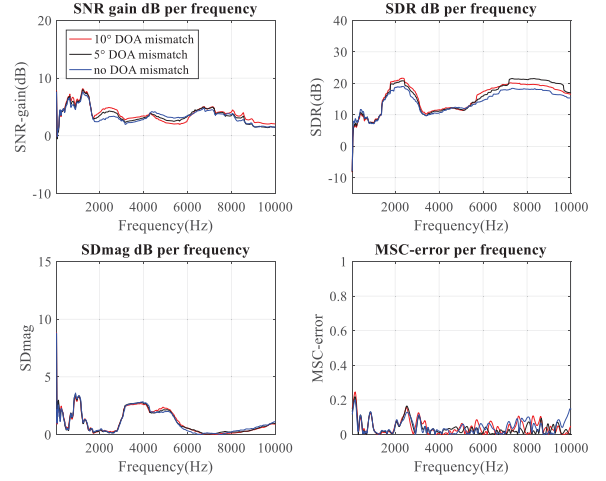 SNR gain dB per frequency
20
10
0
-10
SNR-gain(dB)
10° DOA mismatch
5° DOA mismatch
no DOA mismatch
2000 4000 6000 8000 10000
Frequency(Hz)
SDR dB per frequency
40
30
20
10
0
-10
SDR(dB)
2000 4000 6000 8000 10000
Frequency(Hz)
SDmag dB per frequency
15
10
5
0
SDmag
2000 4000 6000 8000 10000
Frequency(Hz)
MSC-error per frequency
1
0.8
0.6
0.4
0.2
0
MSC-error
2000 4000 6000 8000 10000
Frequency(Hz)